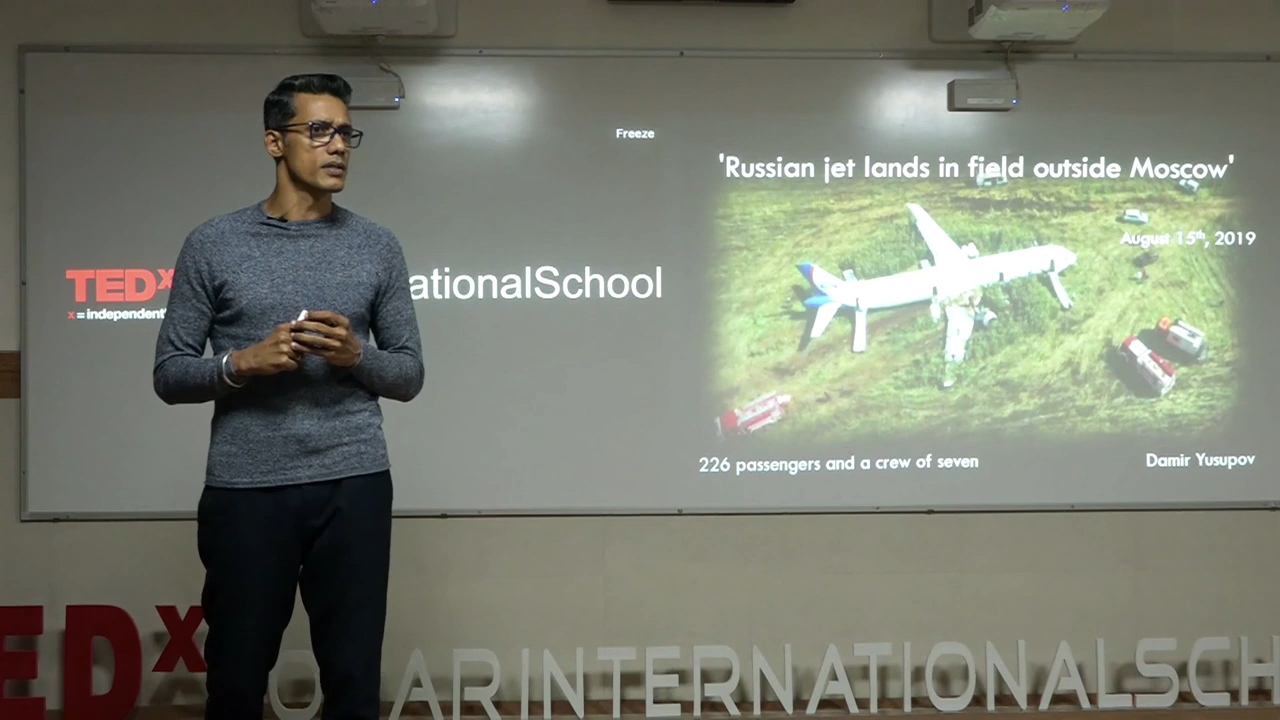 Freeze
TEDx
x = independent
ationalSchool
'Russian jet lands in field outside Moscow'
August 15th, 2019
226 passengers and a crew of seven
Damir Yusupov
EDx
ARINTERNATIONALSCH